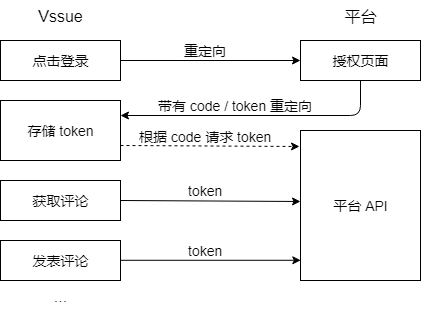 Vssue
平台
点击登录
重定向
授权页面
带有 code / token 重定向
存储 token
根据 code 请求 token
获取评论
token
平台 API
发表评论
token
...